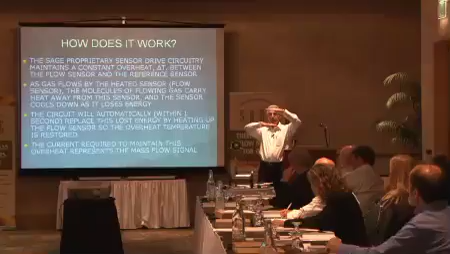 HOW DOES IT WORK?
THE SAGE PROPRIETARY SENSOR DRIVE CIRCUITRY
MAINTAINS A CONSTANT OVERHEAT, ΔT, BETWEEN
THE FLOW SENSOR AND THE REFERENCE SENSOR.
AS GAS FLOWS BY THE HEATED SENSOR (FLOW
SENSOR), THE MOLECULES OF FLOWING GAS CARRY
HEAT AWAY FROM THIS SENSOR, AND THE SENSOR
COOLS DOWN AS IT LOSES ENERGY
THE CIRCUIT WILL AUTOMATICALLY (WITHIN 1
SECOND) REPLACE THIS LOST ENERGY BY HEATING UP
THE FLOW SENSOR SO THE OVERHEAT TEMPERATURE
IS RESTORED.
THE CURRENT REQUIRED TO MAINTAIN THIS
OVERHEAT REPRESENTS THE MASS FLOW SIGNAL